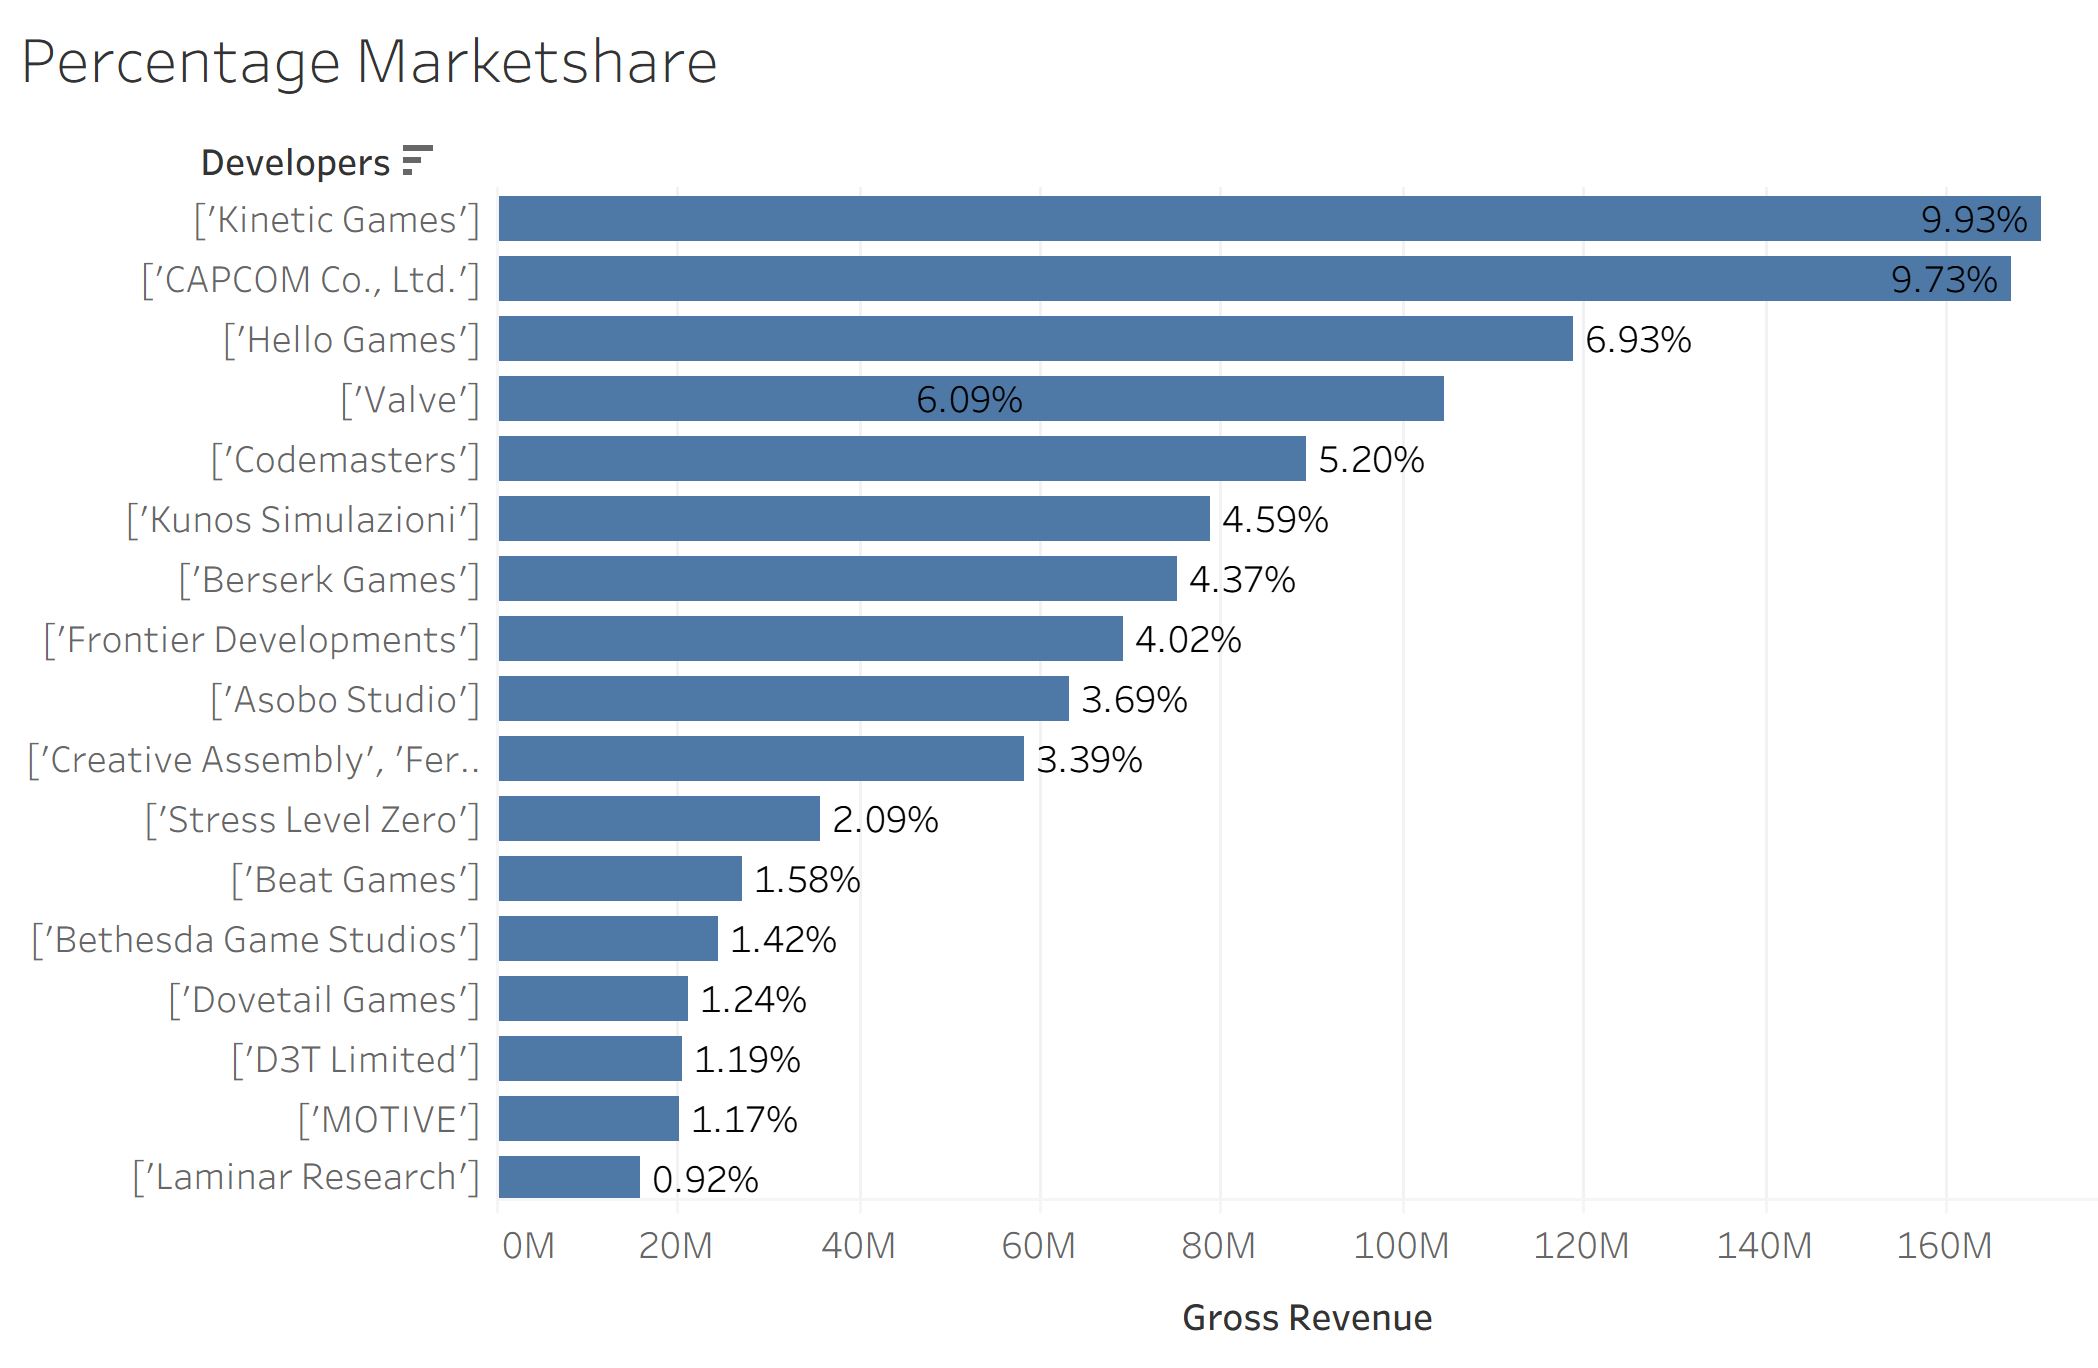 Percentage Marketshare
Developers
['Kinetic Games'] 9.93%
['CAPCOM Co., Ltd.'] 9.73%
['Hello Games'] 6.93%
['Valve'] 6.09%
['Codemasters'] 5.20%
['Kunos Simulazioni'] 4.59%
['Berserk Games'] 4.37%
['Frontier Developments'] 4.02%
['Asobo Studio'] 3.69%
['Creative Assembly', 'Fer.. 3.39%
['Stress Level Zero'] 2.09%
['Beat Games'] 1.58%
['Bethesda Game Studios'] 1.42%
['Dovetail Games'] 1.24%
['D3T Limited'] 1.19%
['MOTIVE'] 1.17%
['Laminar Research'] 0.92%
0M 20M 40M 60M 80M 100M 120M 140M 160M
Gross Revenue